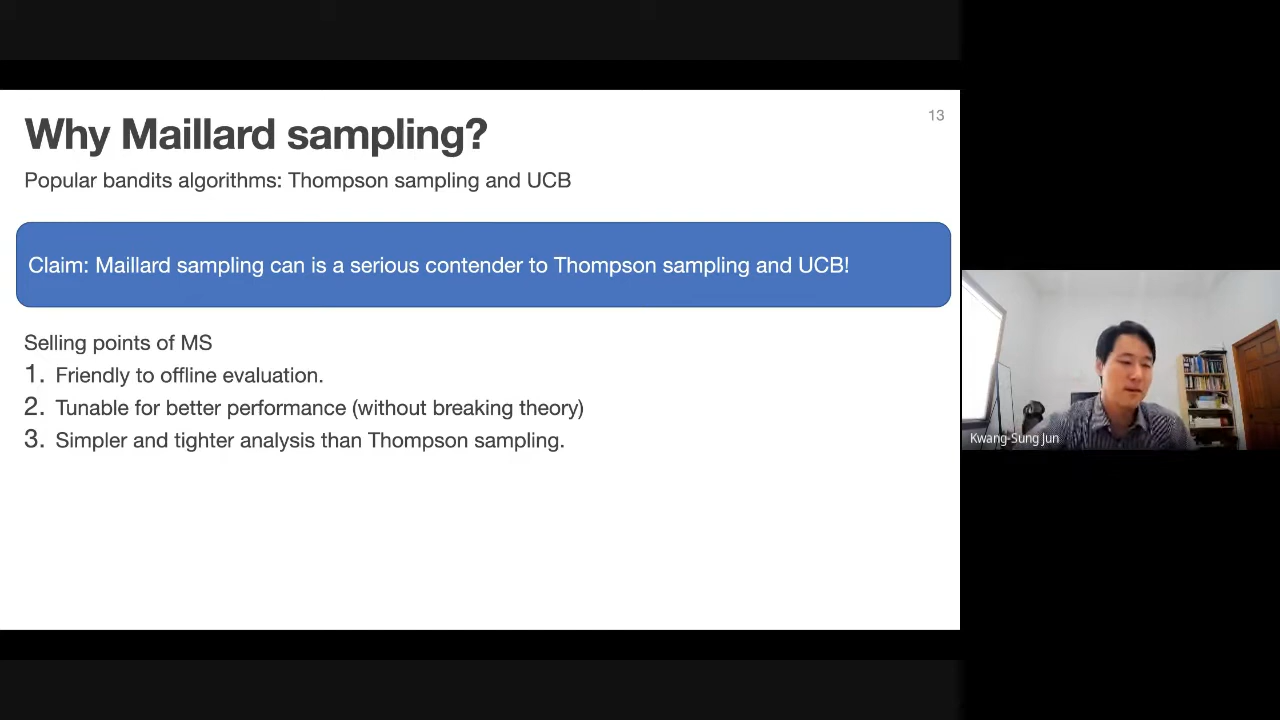 13
Why Maillard sampling?
Popular bandits algorithms: Thompson sampling and UCB
Claim: Maillard sampling can is a serious contender to Thompson sampling and UCB!
Selling points of MS
1. Friendly to offline evaluation.
2. Tunable for better performance (without breaking theory)
3. Simpler and tighter analysis than Thompson sampling.
Kwang-Sung Jun